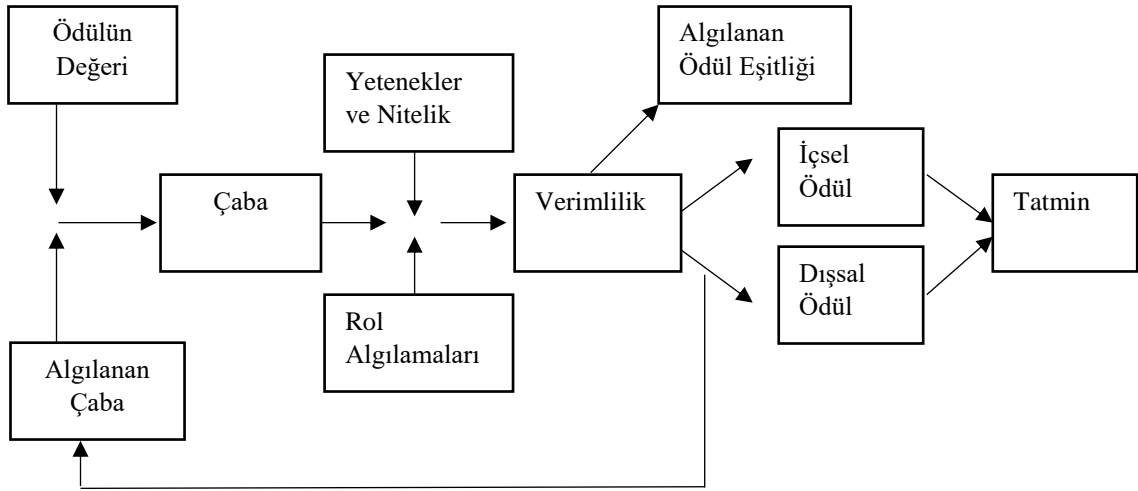 Ödülün
Değeri
Algılanan
Ödül Eşitliği
Yetenekler
ve Nitelik
İçsel
Ödül
Çaba
Verimlilik
Tatmin
Dışsal
Ödül
Rol
Algılamaları
Algılanan
Çaba